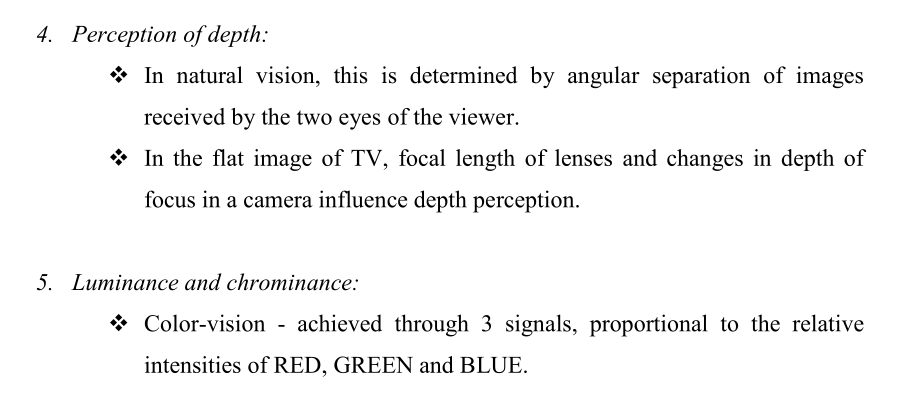 4. Perception of depth:
❖ In natural vision, this is determined by angular separation of images
received by the two eyes of the viewer.
❖ In the flat image of TV, focal length of lenses and changes in depth of
focus in a camera influence depth perception.
5. Luminance and chrominance:
❖ Color-vision - achieved through 3 signals, proportional to the relative
intensities of RED, GREEN and BLUE.